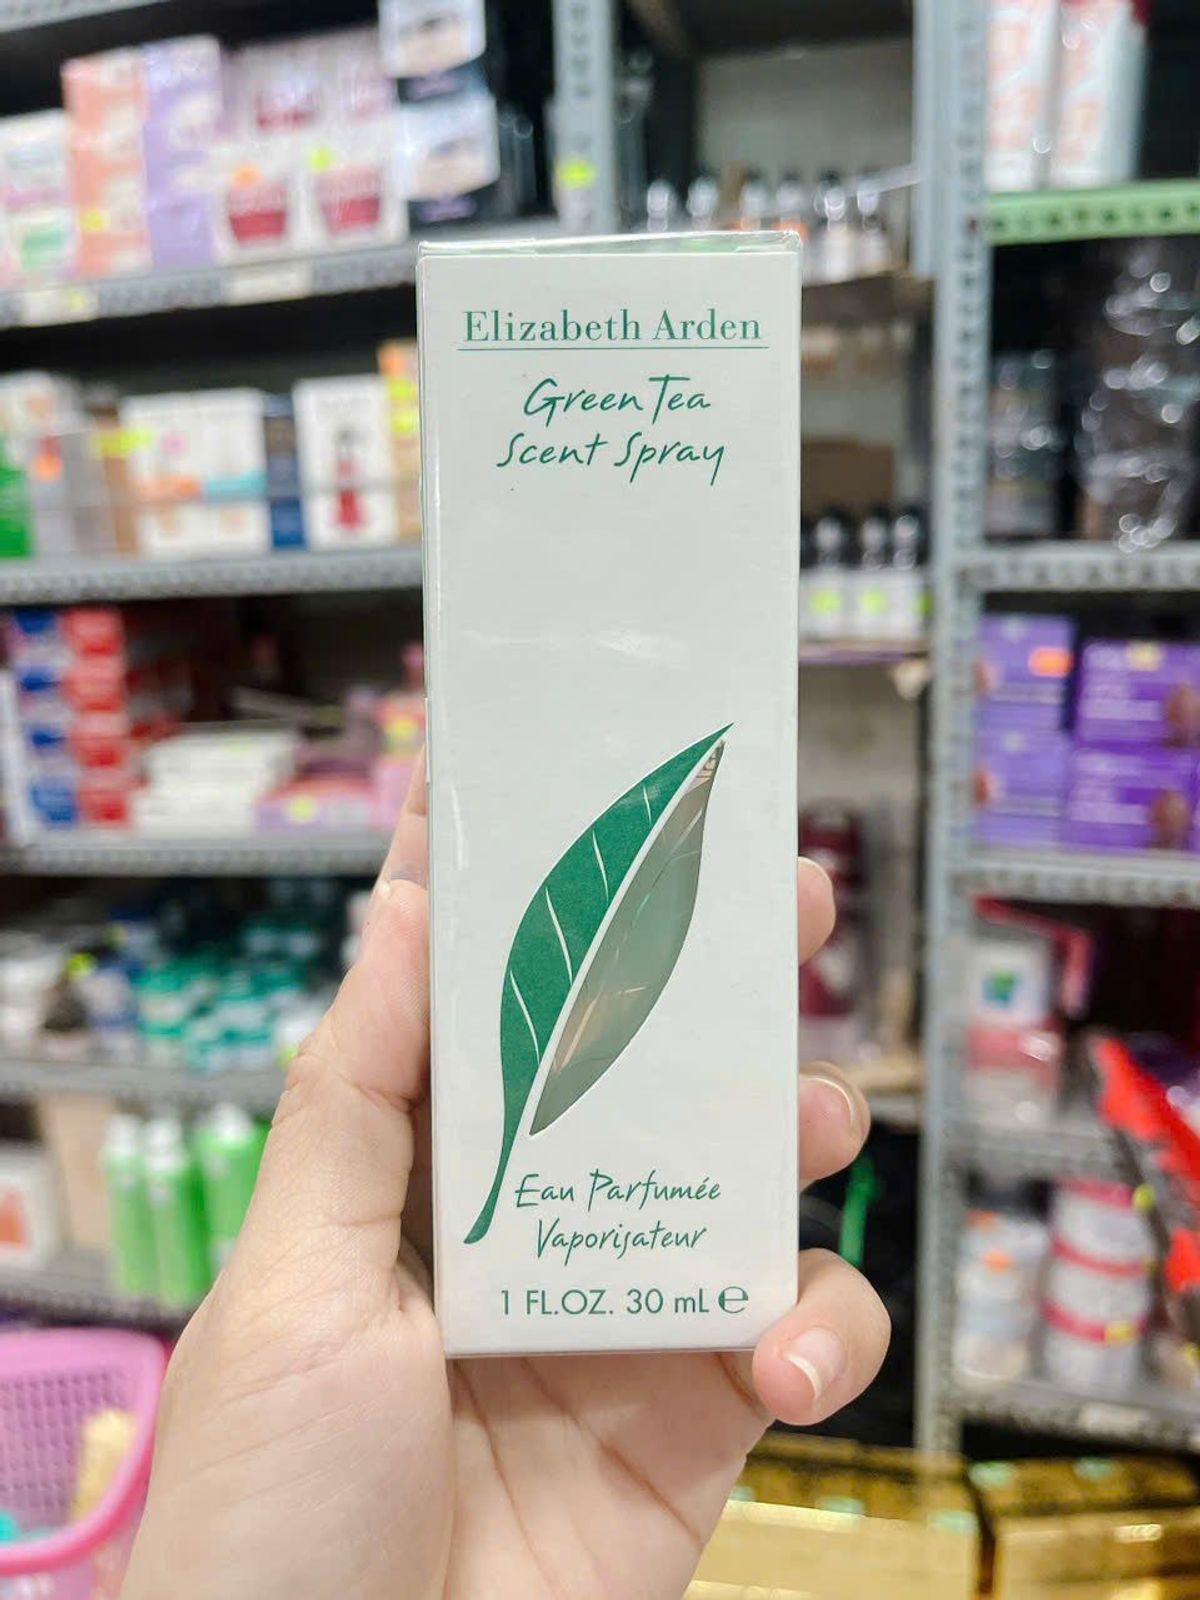 Elizabeth Arden
Green Tea
Scent Spray
Eau Parfumée
Vaporisateur
1 FL.OZ. 30 mL ℮